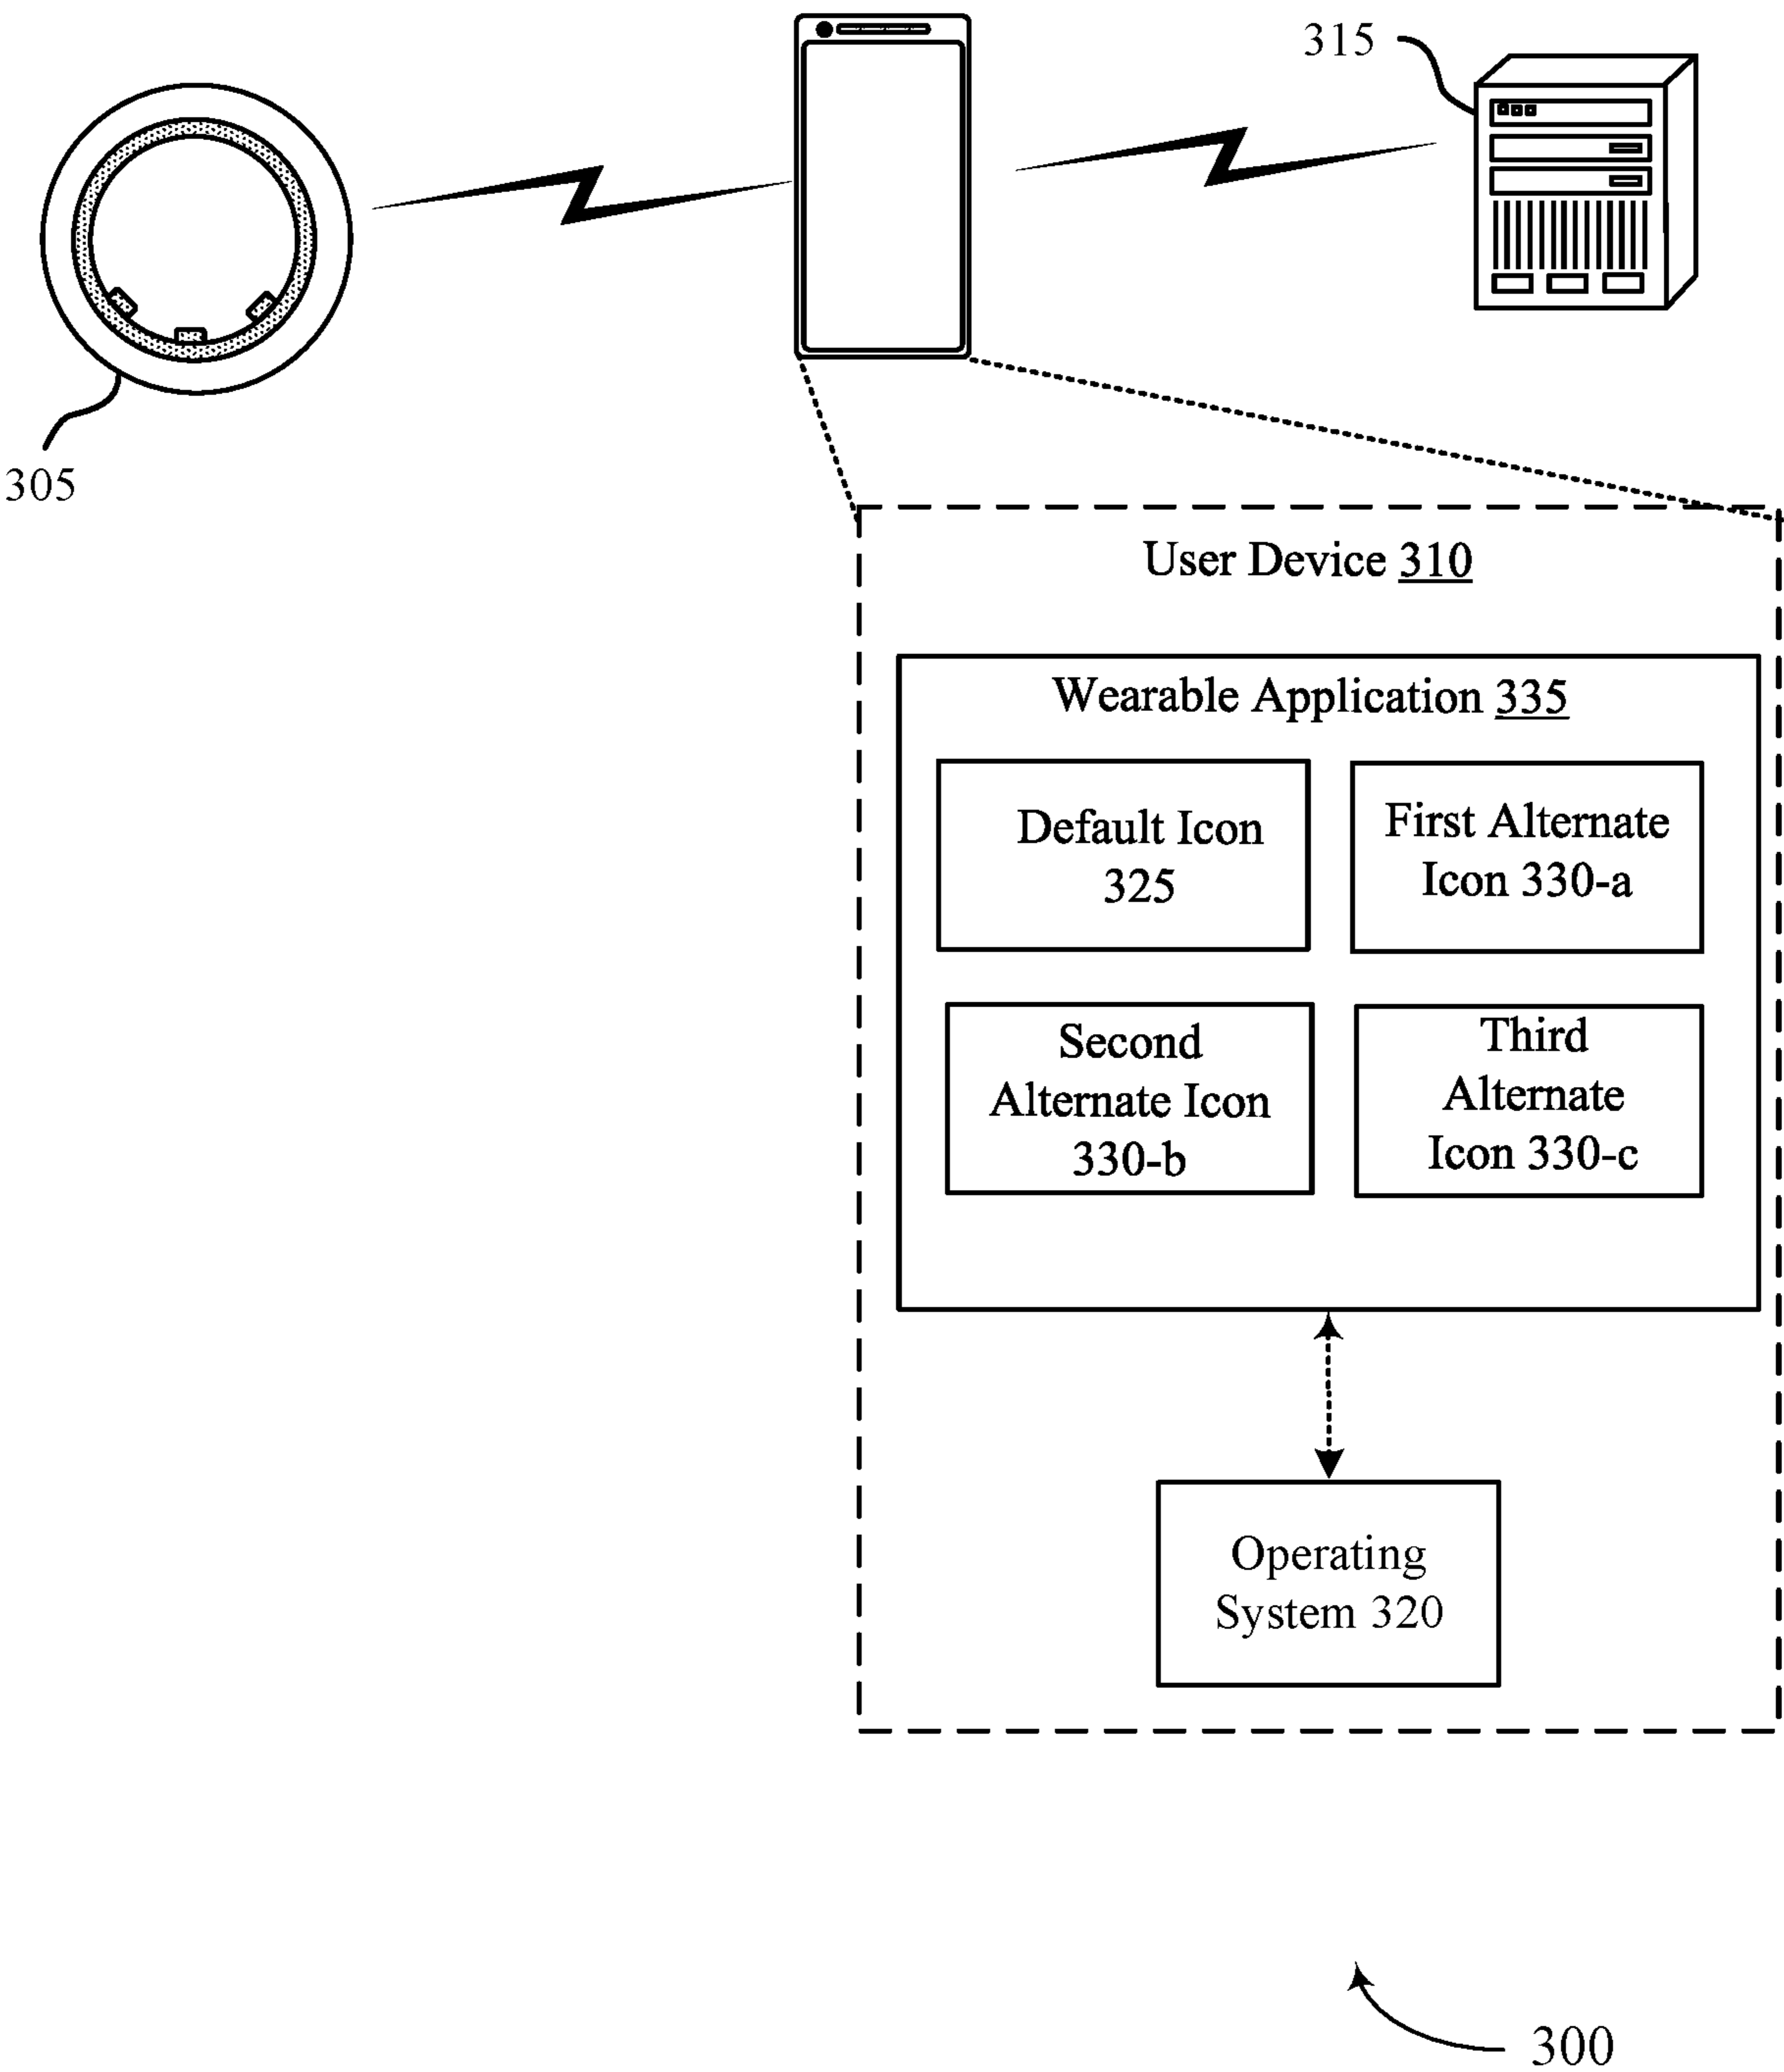 315
305
User Device 310
Wearable Application 335
Default Icon
325
First Alternate
Icon 330-a
Second
Alternate Icon
330-b
Third
Alternate
Icon 330-c
Operating
System 320
300